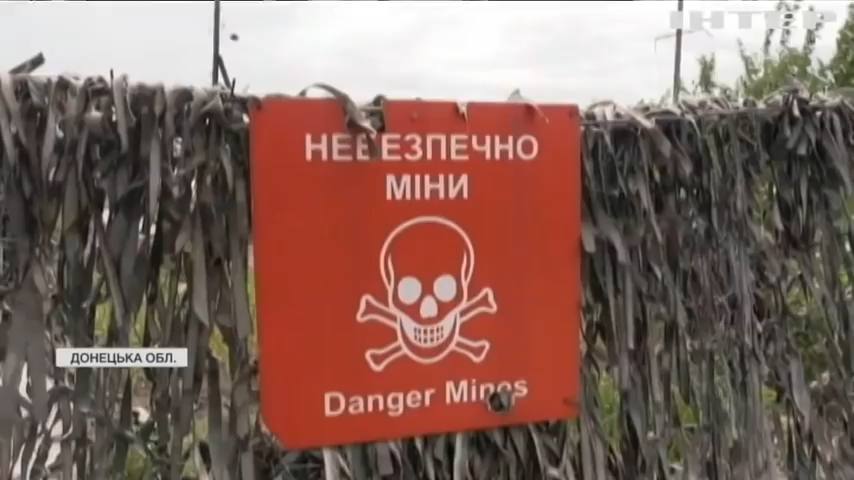 ІНТЕР
НЕБЕЗПЕЧНО
МІНИ
ДОНЕЦЬКА ОБЛ.
Danger Mines